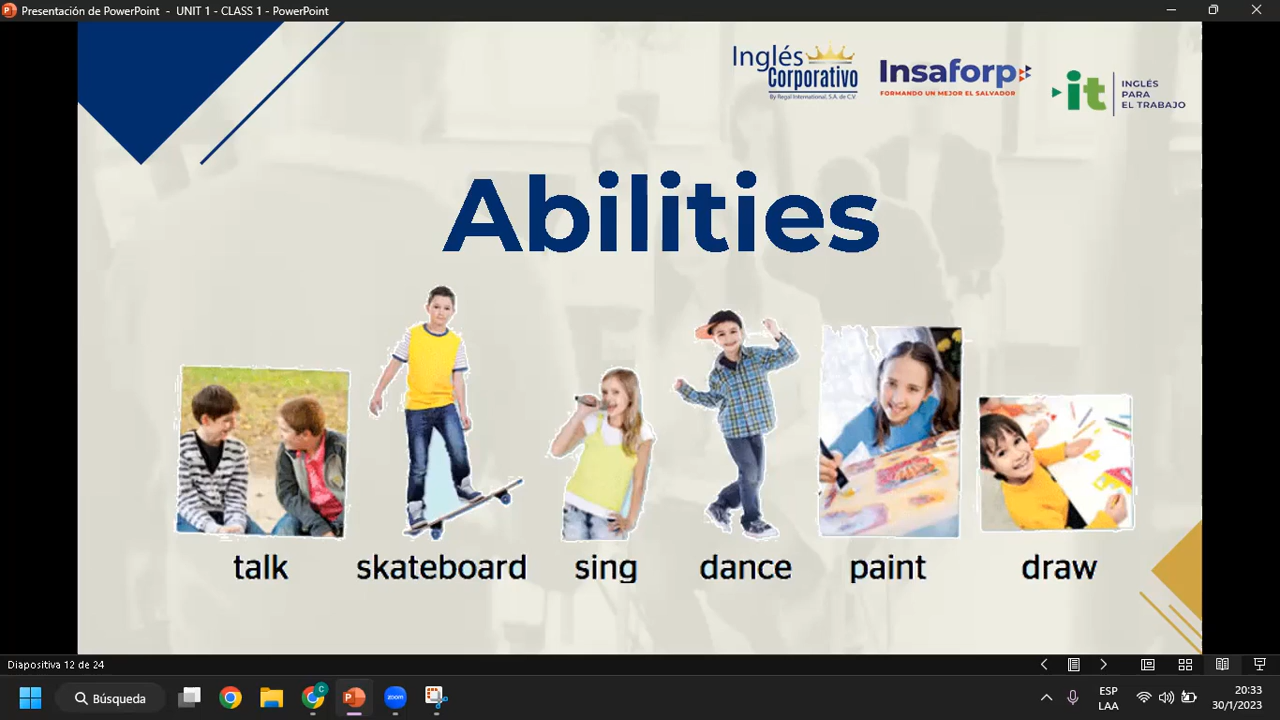 Presentación de PowerPoint - UNIT 1 - CLASS 1 - PowerPoint
Inglés
Corporativo
By Regal International, S.A. de C.V.
Insaforp
FORMANDO UN MEJOR EL SALVADOR
it
INGLÉS
PARA
EL TRABAJO
Abilities
talk skateboard sing dance paint draw
Diapositiva 12 de 24
Búsqueda
zoom
C
ESP
LAA
20:33
30/1/2023